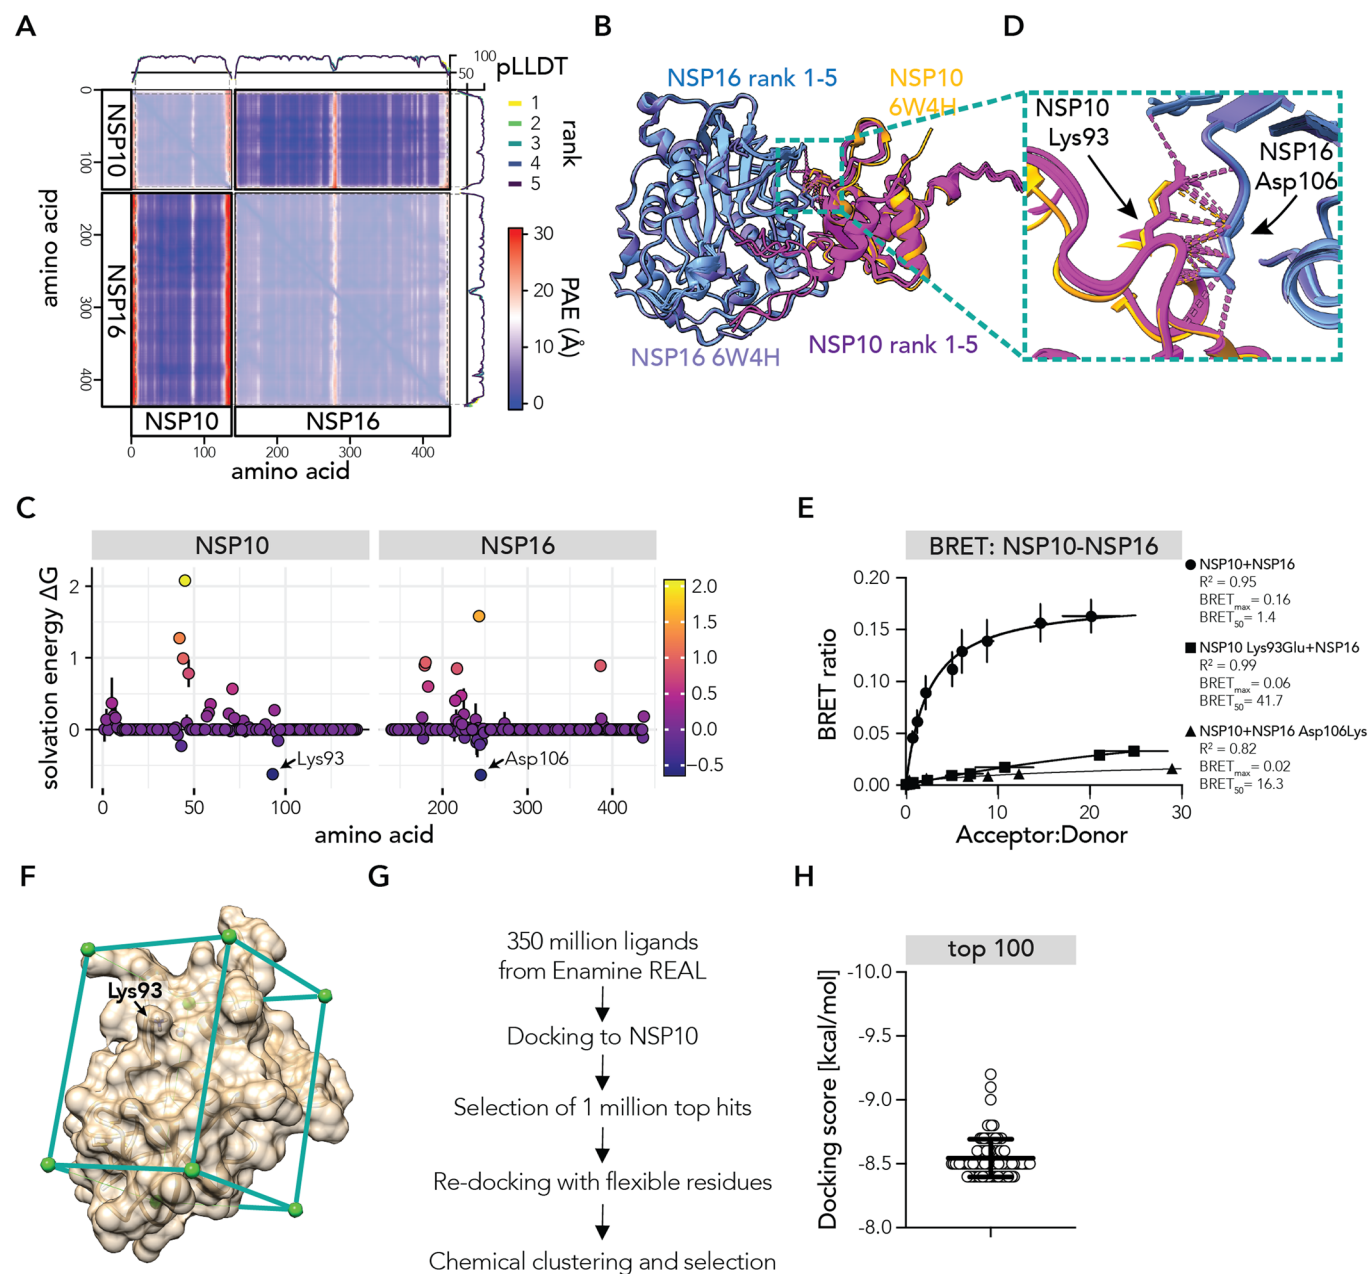 A
100
50
pLLDT
0
100
200
300
400
amino acid
NSP10
NSP16
1
2
3
4
5
rank
30
20
10
0
PAE (Å)
NSP10
NSP16
0
100
200
300
400
amino acid
B
NSP16 rank 1-5
NSP10
6W4H
NSP16 6W4H
NSP10 rank 1-5
D
NSP10
Lys93
NSP16
Asp106
C
NSP10
NSP16
solvation energy ΔG
2
1
0
Lys93
Asp106
0
50
100
200
300
400
amino acid
2.0
1.5
1.0
0.5
0.0
−0.5
E
BRET: NSP10-NSP16
BRET ratio
0.20
0.15
0.10
0.05
0.00
0
10
20
30
Acceptor:Donor
NSP10+NSP16
R² = 0.95
BRETmax = 0.16
BRET50 = 1.4
NSP10 Lys93Glu+NSP16
R² = 0.99
BRETmax = 0.06
BRET50 = 41.7
NSP10+NSP16 Asp106Lys
R² = 0.82
BRETmax = 0.02
BRET50 = 16.3
F
Lys93
G
350 million ligands
from Enamine REAL
Docking to NSP10
Selection of 1 million top hits
Re-docking with flexible residues
Chemical clustering and selection
H
top 100
Docking score [kcal/mol]
-10.0
-9.5
-9.0
-8.5
-8.0